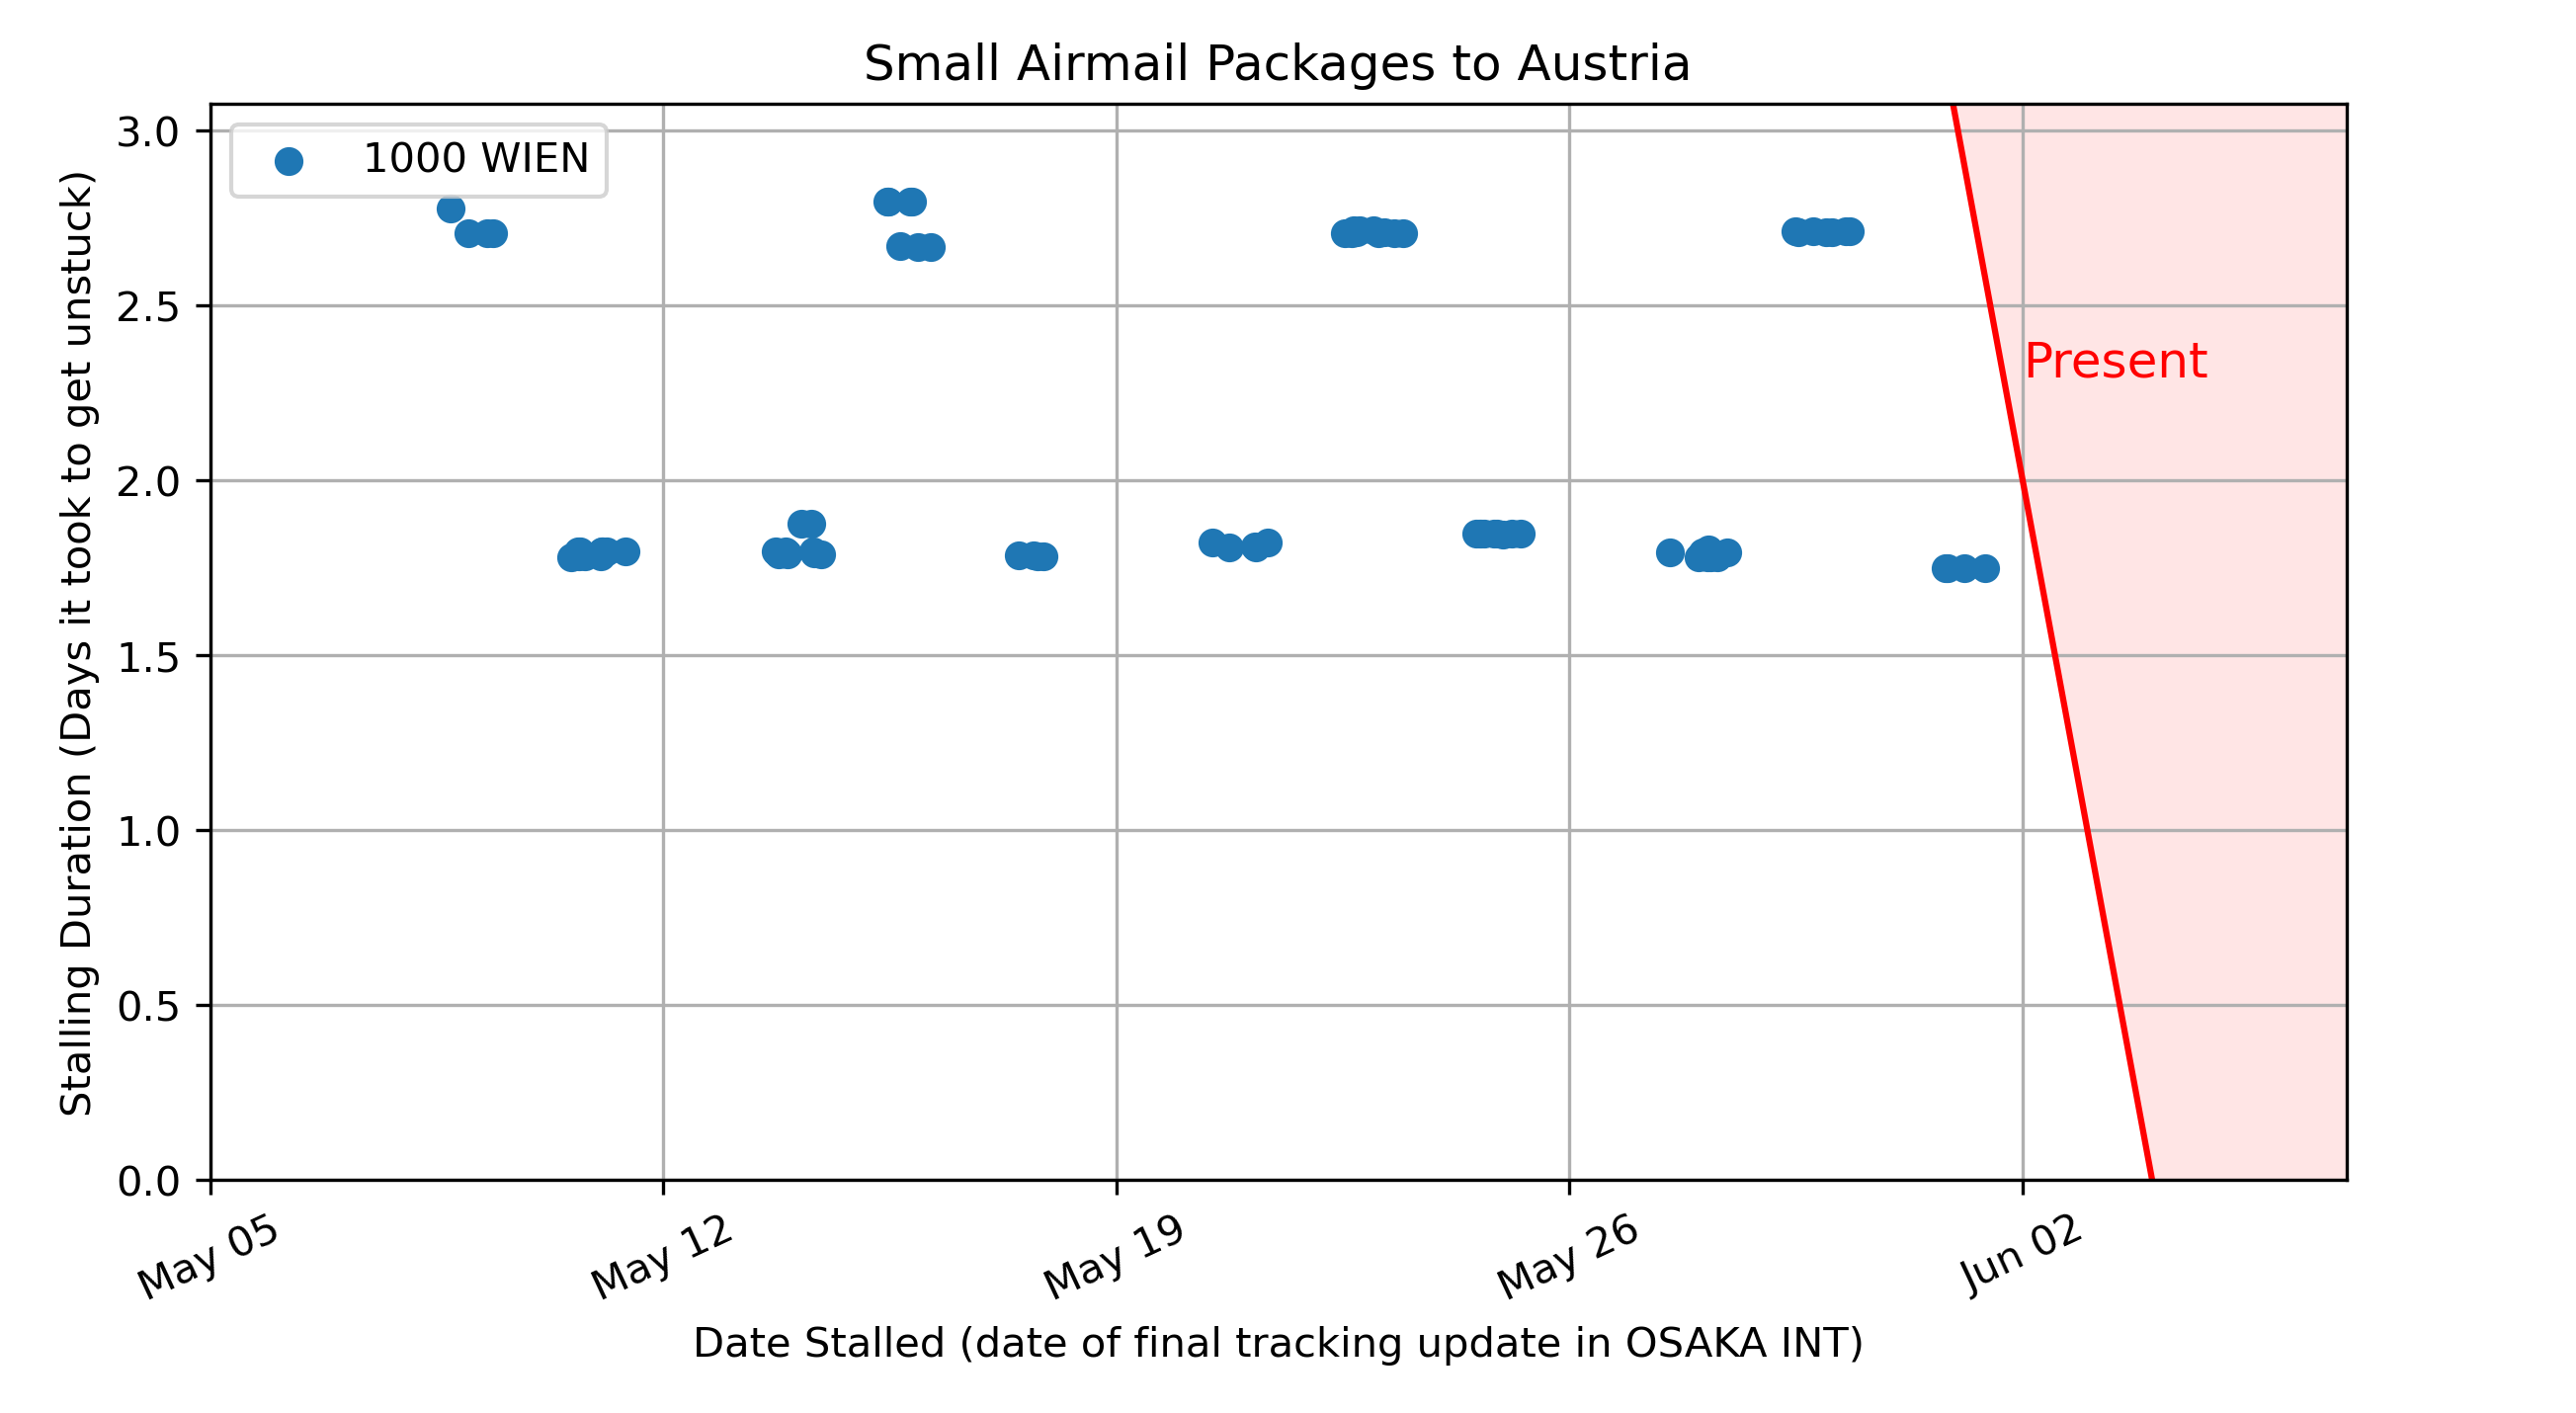 Small Airmail Packages to Austria
1000 WIEN
Present
3.0
2.5
2.0
1.5
1.0
0.5
0.0
Stalling Duration (Days it took to get unstuck)
May 05
May 12
May 19
May 26
Jun 02
Date Stalled (date of final tracking update in OSAKA INT)